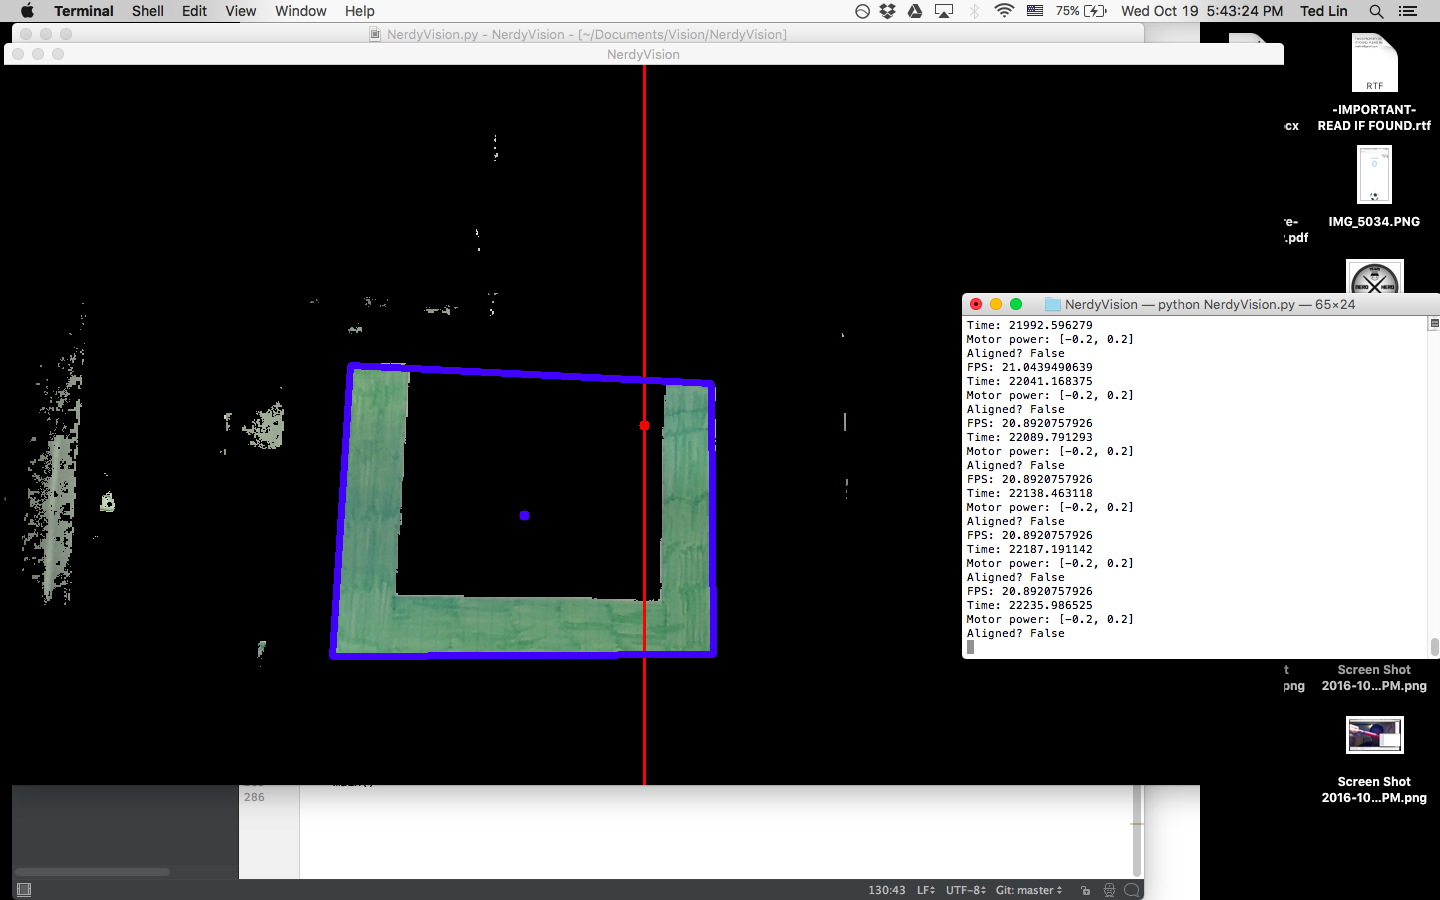 Terminal Shell Edit View Window Help 75% Wed Oct 19 5:43:24 PM Ted Lin
NerdyVision.py - NerdyVision - [~/Documents/Vision/NerdyVision]
NerdyVision
RTF
-IMPORTANT-
READ IF FOUND.rtf
cx
IMG_5034.PNG
re-
.pdf
NerdyVision — python NerdyVision.py — 65×24
Time: 21992.596279
Motor power: [-0.2, 0.2]
Aligned? False
FPS: 21.0439490639
Time: 22041.168375
Motor power: [-0.2, 0.2]
Aligned? False
FPS: 20.8920757926
Time: 22089.791293
Motor power: [-0.2, 0.2]
Aligned? False
FPS: 20.8920757926
Time: 22138.463118
Motor power: [-0.2, 0.2]
Aligned? False
FPS: 20.8920757926
Time: 22187.191142
Motor power: [-0.2, 0.2]
Aligned? False
FPS: 20.8920757926
Time: 22235.986525
Motor power: [-0.2, 0.2]
Aligned? False
t
png
Screen Shot
2016-10...PM.png
Screen Shot
2016-10...PM.png
286
130:43 LF÷ UTF-8÷ Git: master÷